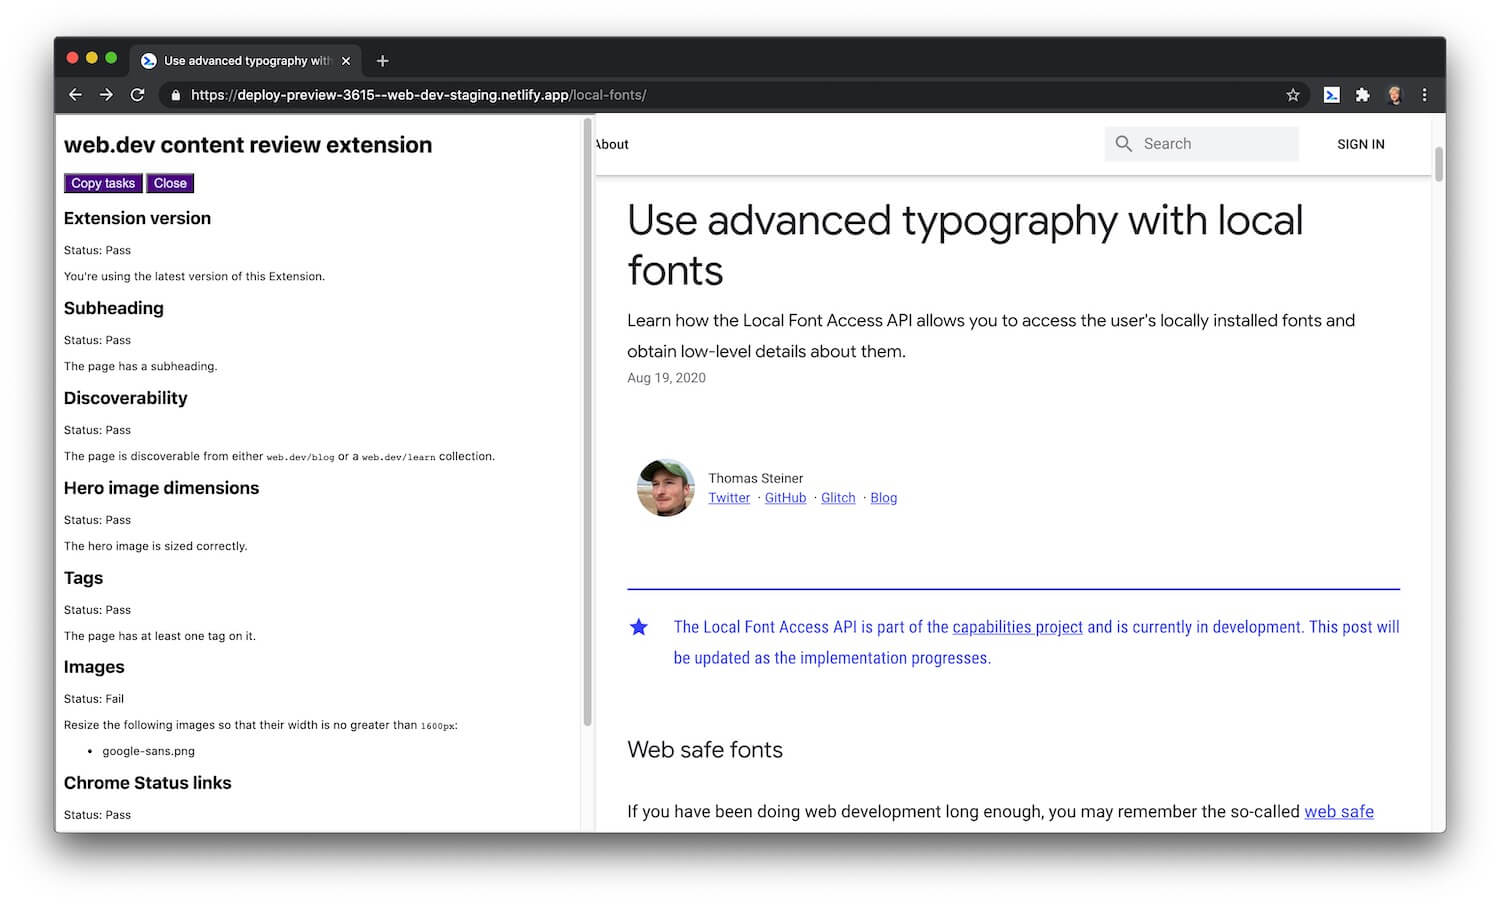 Use advanced typography with
https://deploy-preview-3615--web-dev-staging.netlify.app/local-fonts/
web.dev content review extension
Copy tasks Close
Extension version
Status: Pass
You're using the latest version of this Extension.
Subheading
Status: Pass
The page has a subheading.
Discoverability
Status: Pass
The page is discoverable from either web.dev/blog or a web.dev/learn collection.
Hero image dimensions
Status: Pass
The hero image is sized correctly.
Tags
Status: Pass
The page has at least one tag on it.
Images
Status: Fail
Resize the following images so that their width is no greater than 1600px:
• google-sans.png
Chrome Status links
Status: Pass
About
Search
SIGN IN
Use advanced typography with local
fonts
Learn how the Local Font Access API allows you to access the user's locally installed fonts and
obtain low-level details about them.
Aug 19, 2020
Thomas Steiner
Twitter · GitHub · Glitch · Blog
The Local Font Access API is part of the capabilities project and is currently in development. This post will
be updated as the implementation progresses.
Web safe fonts
If you have been doing web development long enough, you may remember the so-called web safe